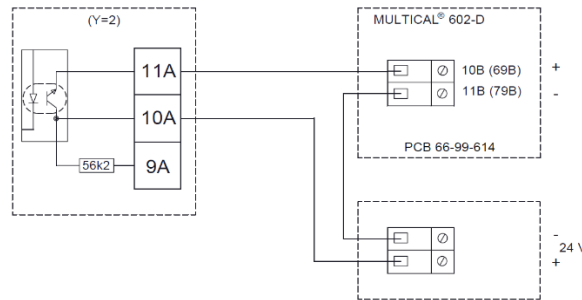 (Y=2)
11A
10A
56k2
9A
MULTICAL® 602-D
10B (69B)
+
11B (79B)
-
PCB 66-99-614
-
24 V
+